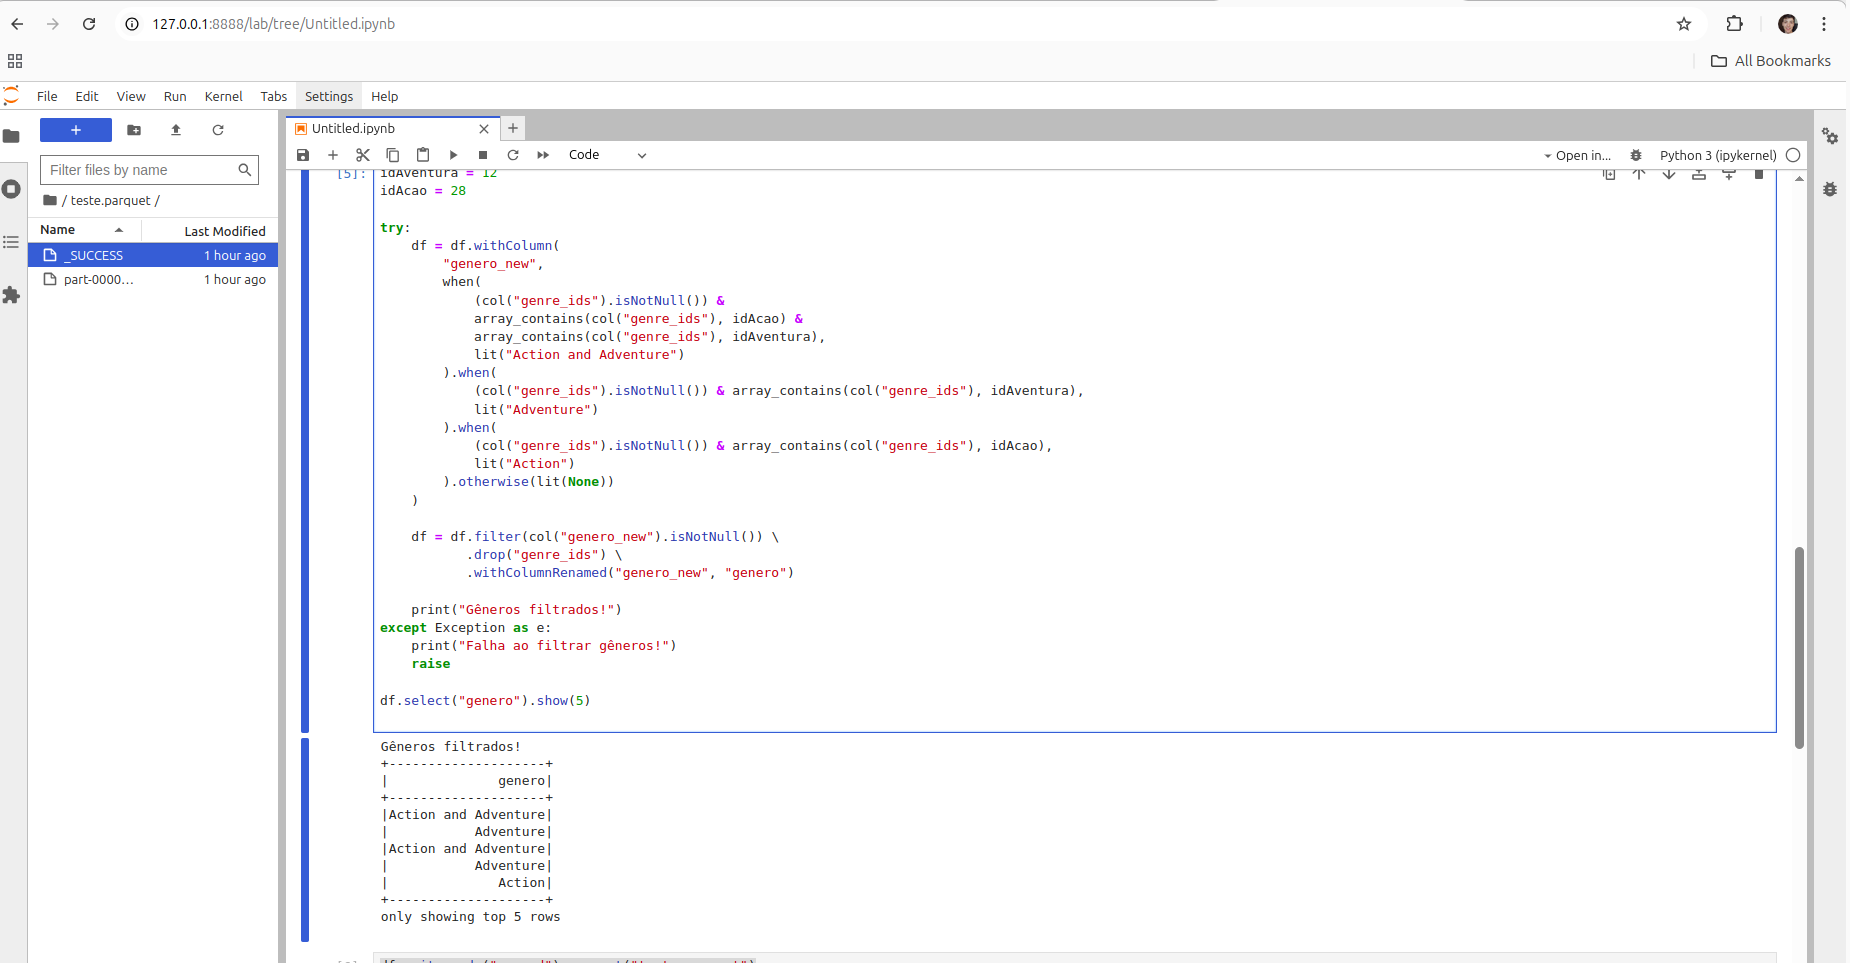 127.0.0.1:8888/lab/tree/Untitled.ipynb
All Bookmarks
File Edit View Run Kernel Tabs Settings Help
Untitled.ipynb
Filter files by name
Code
Open in...
Python 3 (ipykernel)
/ teste.parquet /
Name
Last Modified
_SUCCESS
1 hour ago
part-0000...
1 hour ago
[5]:
idAventura = 12
idAcao = 28
try:
    df = df.withColumn(
        "genero_new",
        when(
            (col("genre_ids").isNotNull()) &
            array_contains(col("genre_ids"), idAcao) &
            array_contains(col("genre_ids"), idAventura),
            lit("Action and Adventure")
        ).when(
            (col("genre_ids").isNotNull()) & array_contains(col("genre_ids"), idAventura),
            lit("Adventure")
        ).when(
            (col("genre_ids").isNotNull()) & array_contains(col("genre_ids"), idAcao),
            lit("Action")
        ).otherwise(lit(None))
    )
    df = df.filter(col("genero_new").isNotNull()) \
           .drop("genre_ids") \
           .withColumnRenamed("genero_new", "genero")
    print("Gêneros filtrados!")
except Exception as e:
    print("Falha ao filtrar gêneros!")
    raise
df.select("genero").show(5)
Gêneros filtrados!
+--------------------+
|              genero|
+--------------------+
|Action and Adventure|
|           Adventure|
|Action and Adventure|
|           Adventure|
|              Action|
+--------------------+
only showing top 5 rows